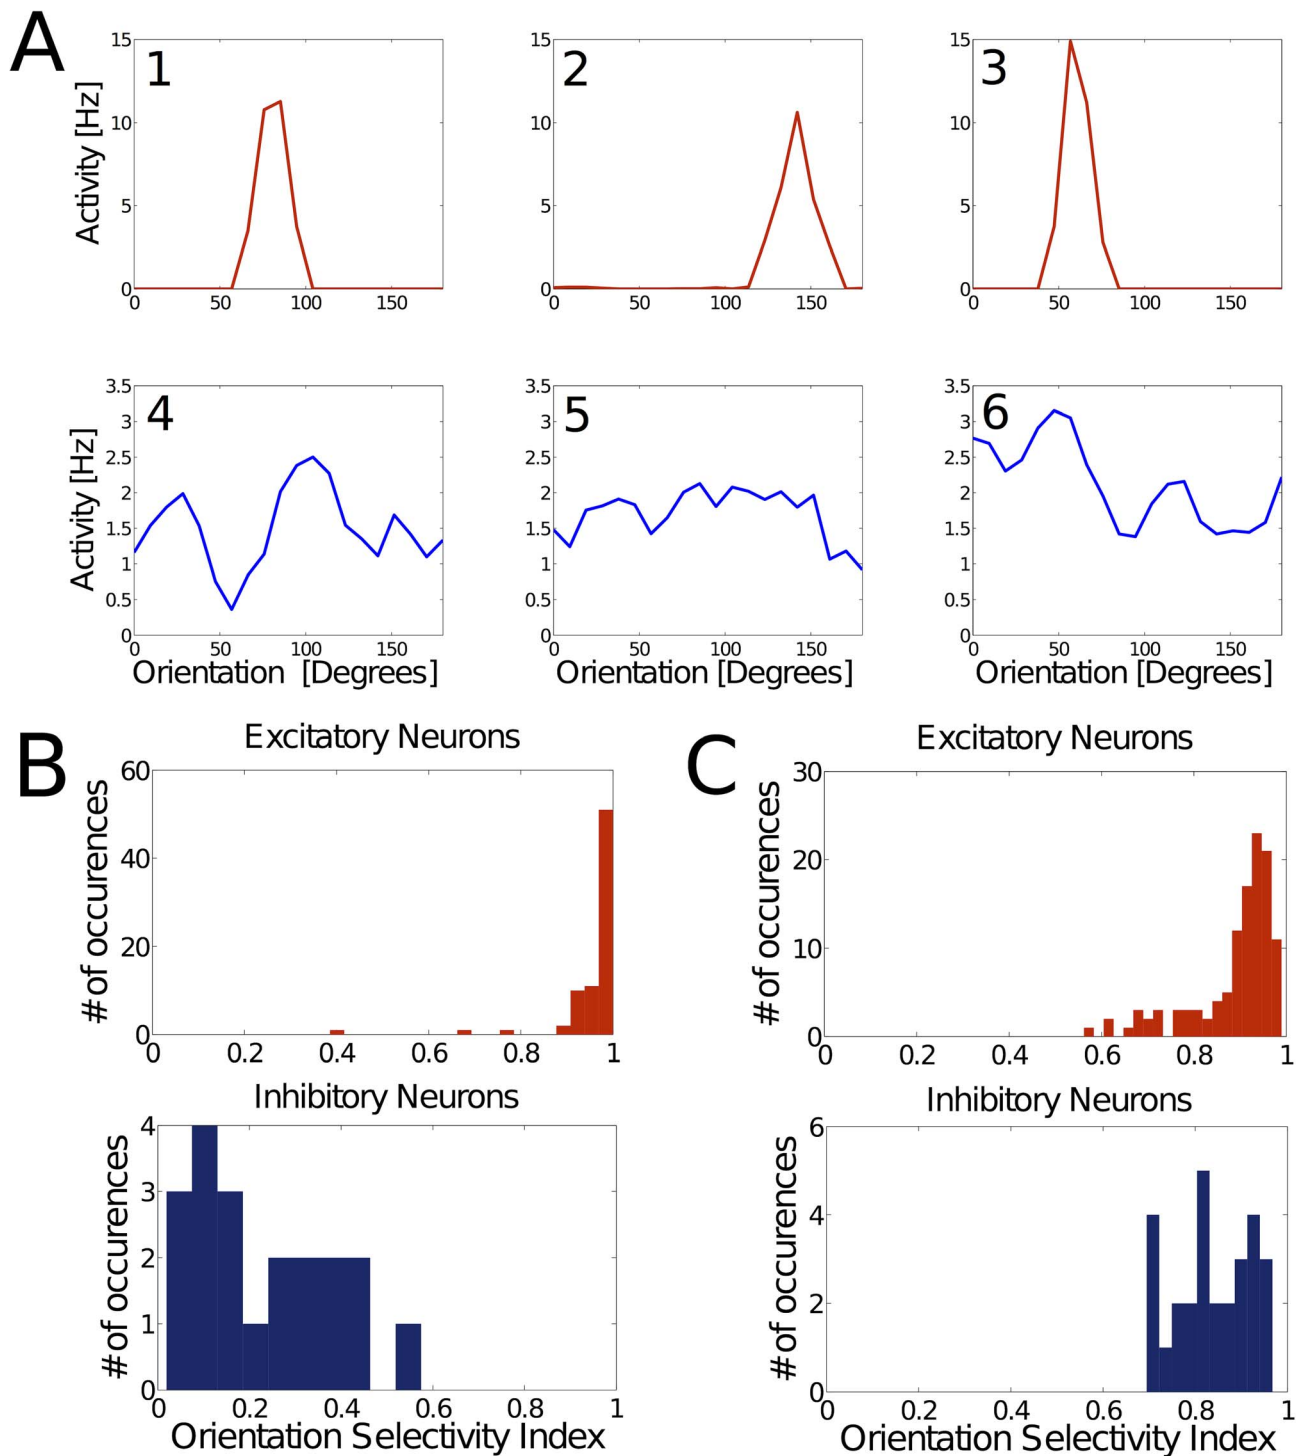 A
1
2
3
15
10
5
0
Activity [Hz]
0 50 100 150
15
10
5
0
0 50 100 150
15
10
5
0
0 50 100 150
4
5
6
3.5
3
2.5
2
1.5
1
0.5
0
Activity [Hz]
0 50 100 150
Orientation [Degrees]
3.5
3
2.5
2
1.5
1
0.5
0
0 50 100 150
Orientation [Degrees]
3.5
3
2.5
2
1.5
1
0.5
0
0 50 100 150
Orientation [Degrees]
B
Excitatory Neurons
60
40
20
0
# of occurences
0 0.2 0.4 0.6 0.8 1
Inhibitory Neurons
4
3
2
1
0
# of occurences
0 0.2 0.4 0.6 0.8 1
Orientation Selectivity Index
C
Excitatory Neurons
30
20
10
0
# of occurences
0 0.2 0.4 0.6 0.8 1
Inhibitory Neurons
6
4
2
0
# of occurences
0 0.2 0.4 0.6 0.8 1
Orientation Selectivity Index